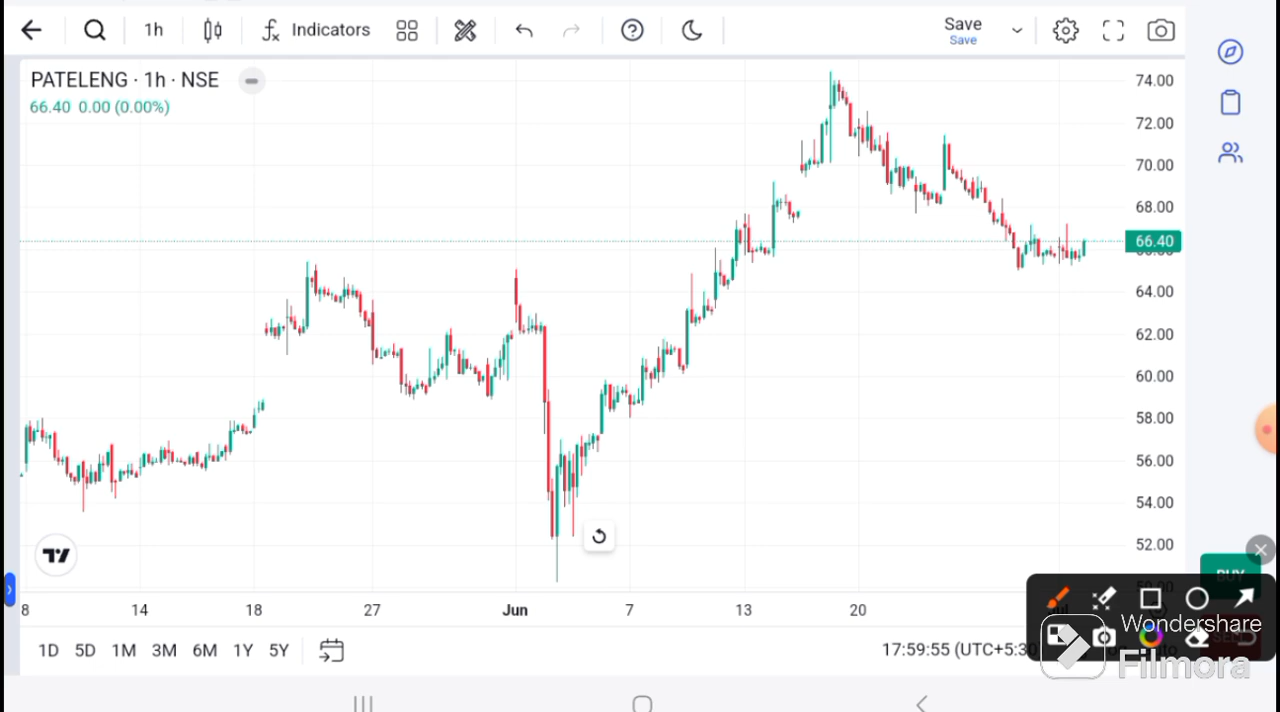 1h
Indicators
Save
Save
PATELENG · 1h · NSE
66.40 0.00 (0.00%)
74.00
72.00
70.00
68.00
66.40
64.00
62.00
60.00
58.00
56.00
54.00
52.00
BUY
8 14 18 27 Jun 7 13 20
1D 5D 1M 3M 6M 1Y 5Y
17:59:55 (UTC+5:30
Wondershare
Filmora